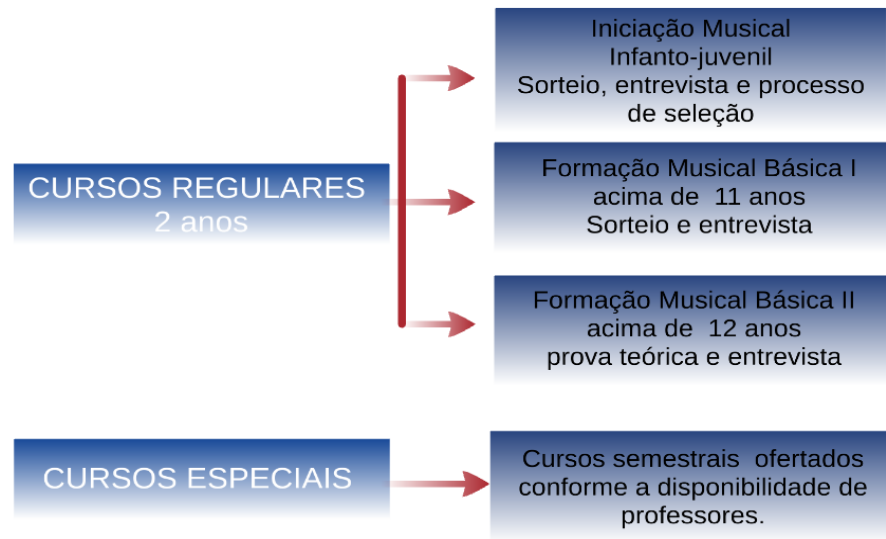 CURSOS REGULARES
2 anos
Iniciação Musical
Infanto-juvenil
Sorteio, entrevista e processo
de seleção
Formação Musical Básica I
acima de  11 anos
Sorteio e entrevista
Formação Musical Básica II
acima de  12 anos
prova teórica e entrevista
CURSOS ESPECIAIS
Cursos semestrais  ofertados
conforme a disponibilidade de
professores.